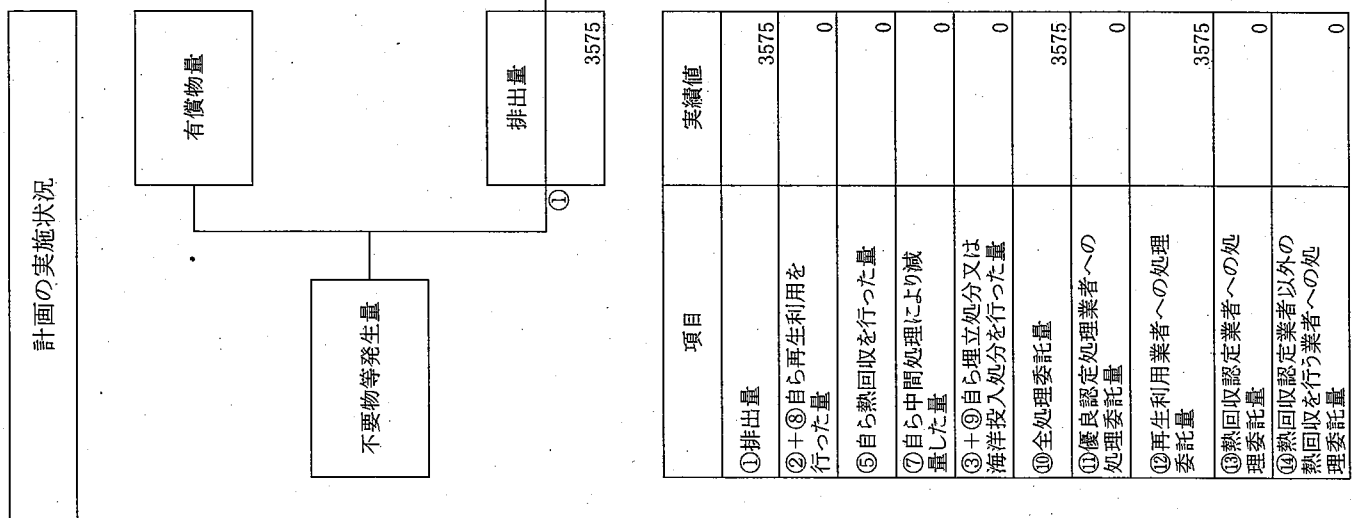 計画の実施状況
不要物等発生量
有償物量
①
排出量
3575
項目
実績値
①排出量
3575
②+⑧自ら再生利用を
行った量
0
⑤自ら熱回収を行った量
0
⑦自ら中間処理により減
量した量
0
③+⑨自ら埋立処分又は
海洋投入処分を行った量
0
⑩全処理委託量
3575
⑪優良認定処理業者への
処理委託量
0
⑫再生利用業者への処理
委託量
3575
⑬熱回収認定業者への処
理委託量
0
⑭熱回収認定業者以外の
熱回収を行う業者への処
理委託量
0